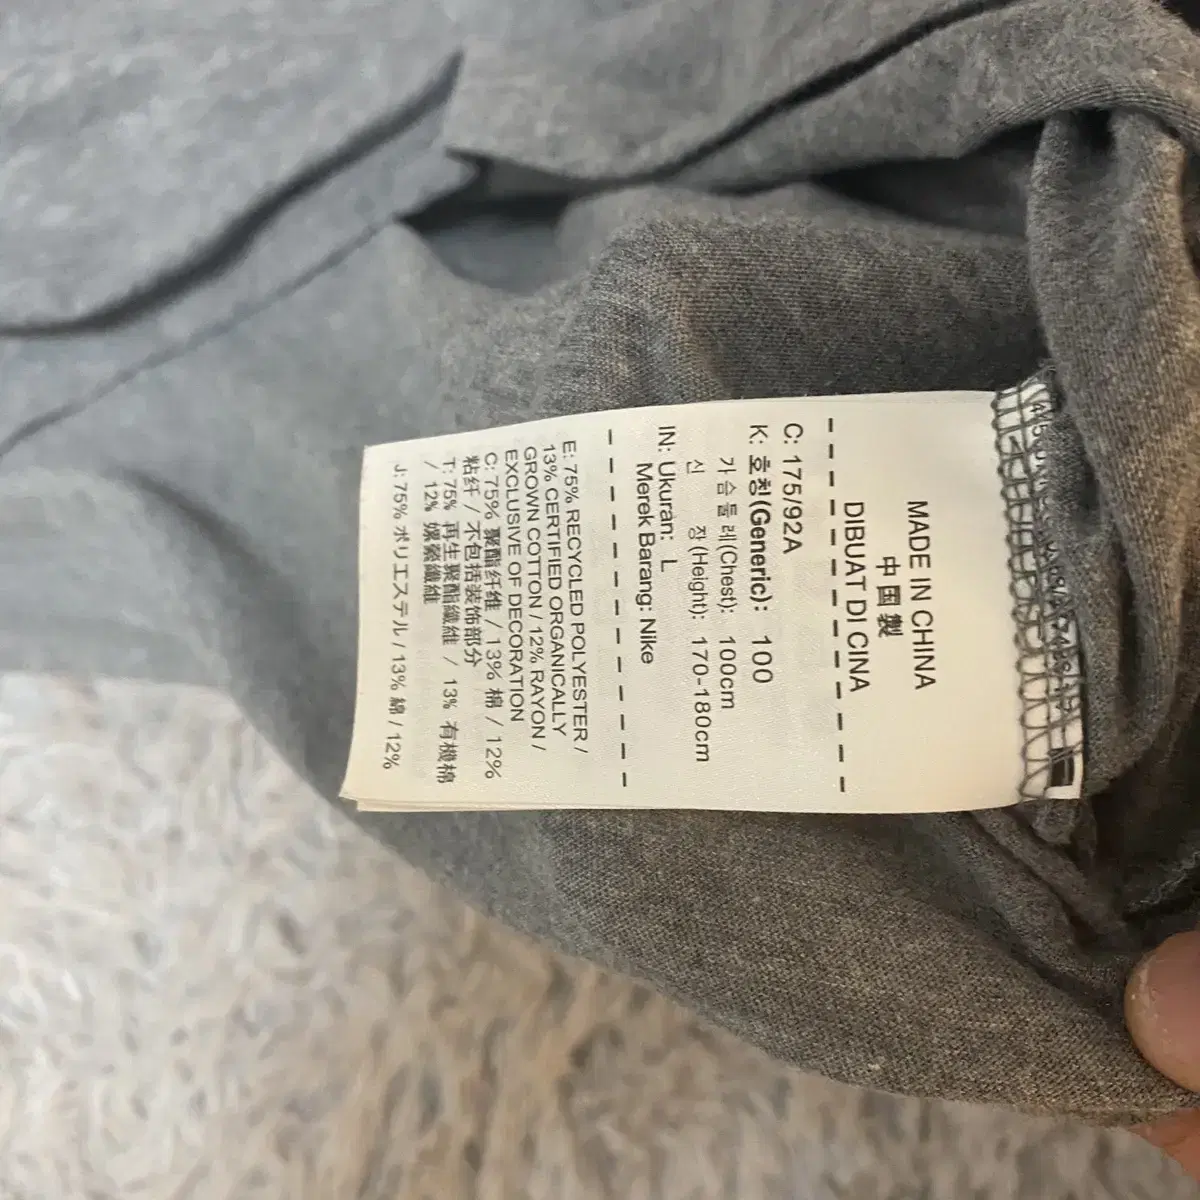 MADE IN CHINA
中国製
DIBUAT DI CINA
C: 175/92A
K: 호칭(Generic): 100
가슴둘레(Chest): 100cm
신 장(Height): 170-180cm
IN: Ukuran: L
Merek Barang: Nike
E: 75% RECYCLED POLYESTER /
13% CERTIFIED ORGANICALLY
GROWN COTTON / 12% RAYON /
EXCLUSIVE OF DECORATION
C: 75% 聚酯纤维 / 13% 棉 / 12%
粘纤 / 不包括装饰部分
T: 75% 再生聚酯纖維 / 13% 有機棉
/ 12% 嫘縈纖維
J: 75% ポリエステル / 13% 綿 / 12%